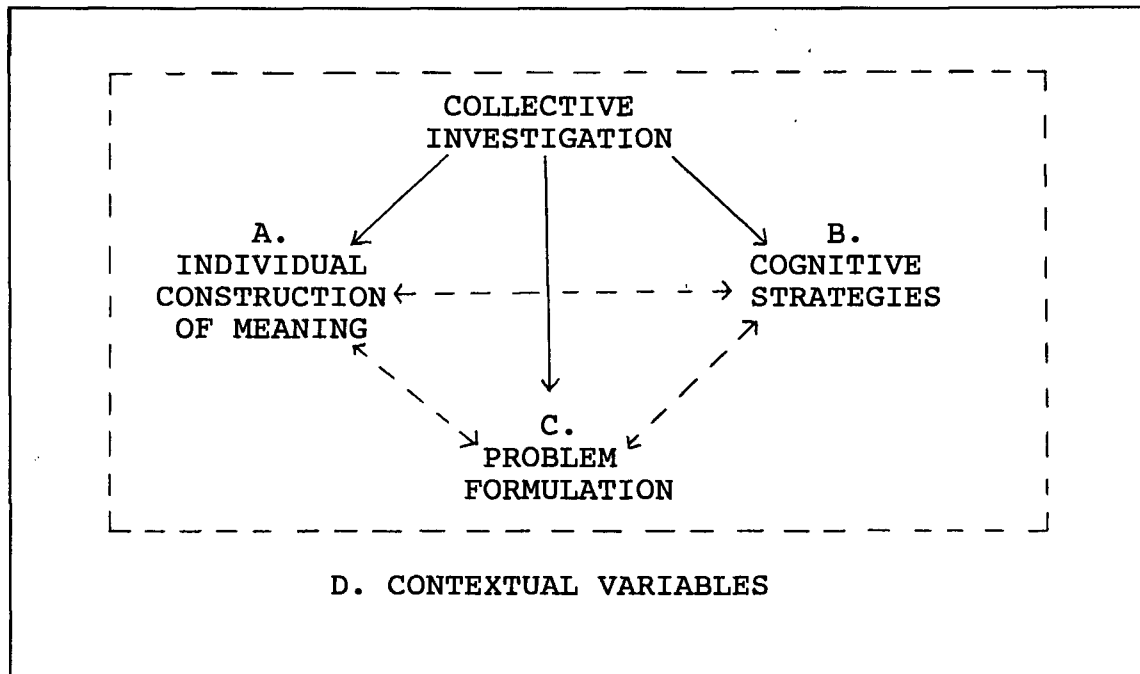 COLLECTIVE
INVESTIGATION
A.
INDIVIDUAL
CONSTRUCTION
OF MEANING
B.
COGNITIVE
STRATEGIES
C.
PROBLEM
FORMULATION
D. CONTEXTUAL VARIABLES